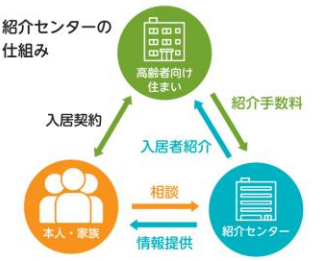 紹介センターの
仕組み
高齢者向け
住まい
紹介手数料
入居契約
入居者紹介
相談
本人・家族
紹介センター
情報提供